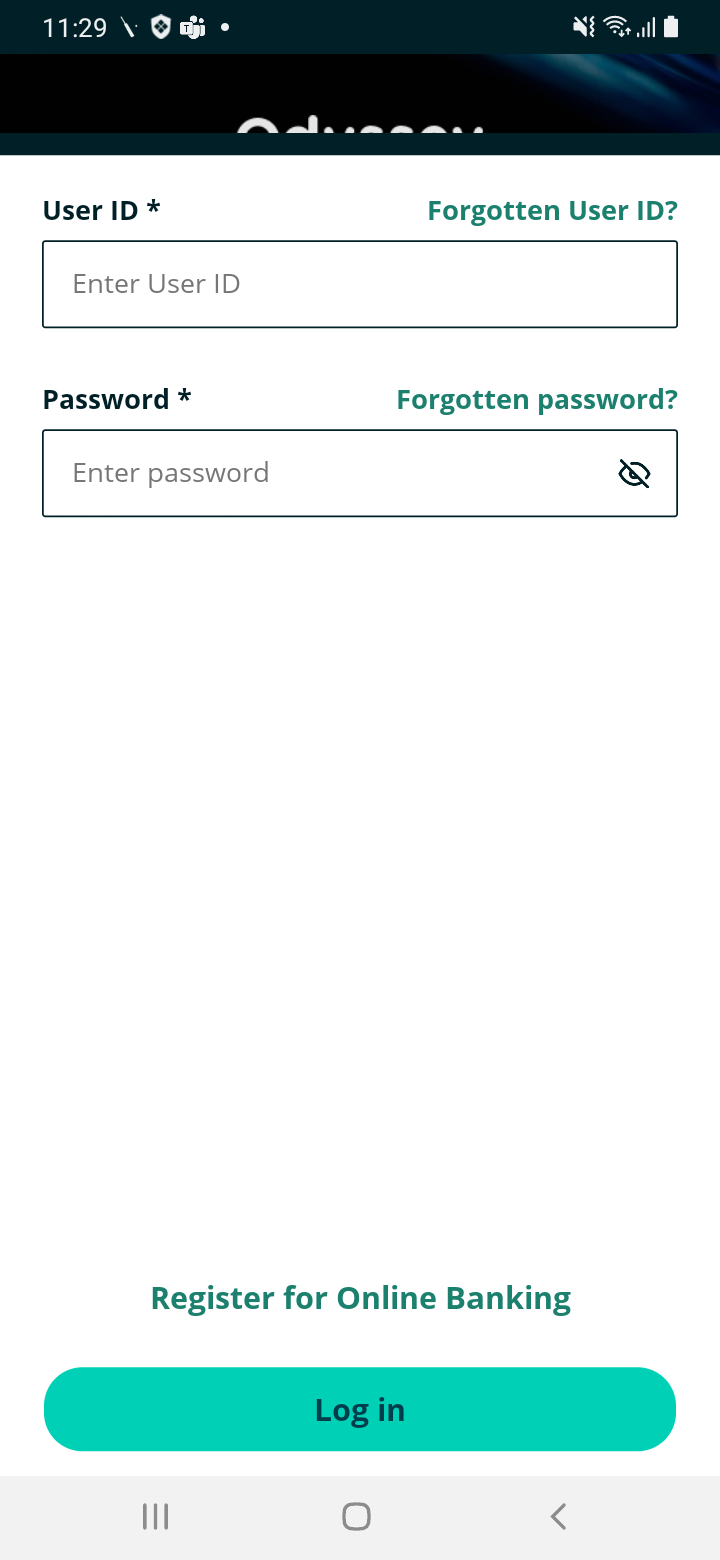 11:29
Odyssey
User ID * Forgotten User ID?
Enter User ID
Password * Forgotten password?
Enter password
Register for Online Banking
Log in